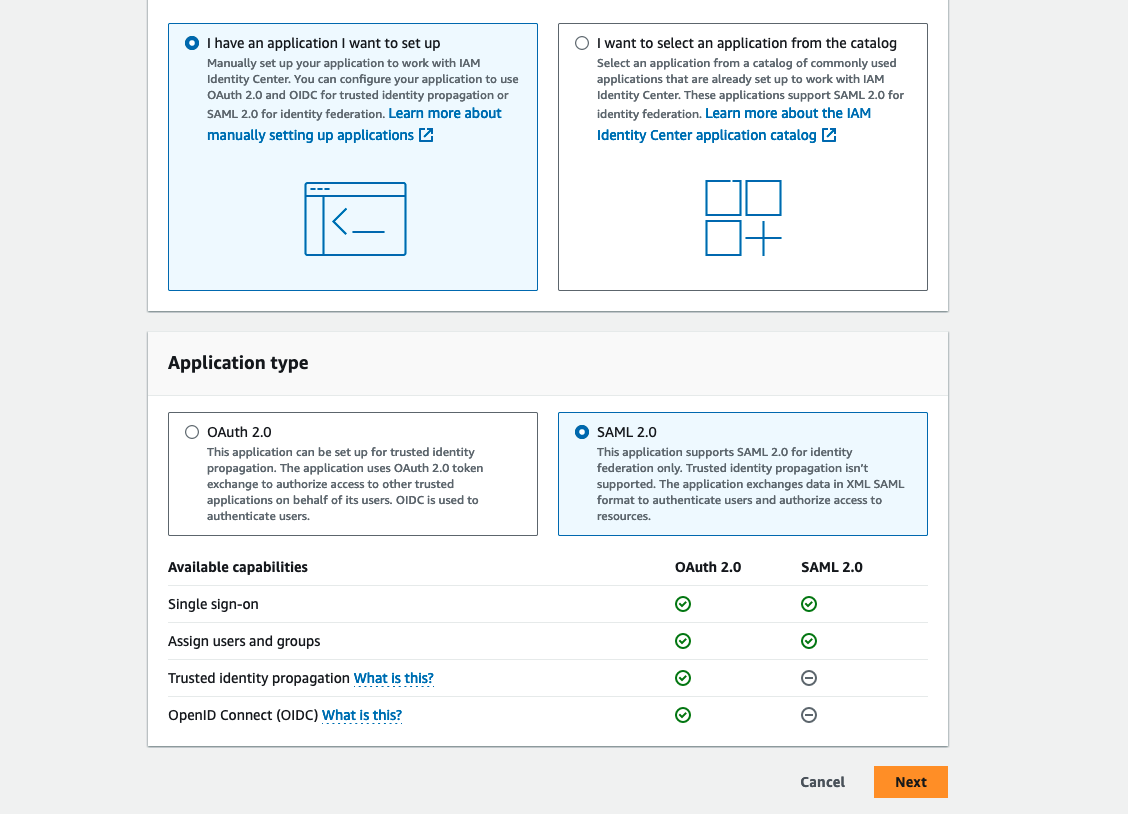 I have an application I want to set up
Manually set up your application to work with IAM
Identity Center. You can configure your application to use
OAuth 2.0 and OIDC for trusted identity propagation or
SAML 2.0 for identity federation. Learn more about
manually setting up applications
I want to select an application from the catalog
Select an application from a catalog of commonly used
applications that are already set up to work with IAM
Identity Center. These applications support SAML 2.0 for
identity federation. Learn more about the IAM
Identity Center application catalog
Application type
OAuth 2.0
This application can be set up for trusted identity
propagation. The application uses OAuth 2.0 token
exchange to authorize access to other trusted
applications on behalf of its users. OIDC is used to
authenticate users.
SAML 2.0
This application supports SAML 2.0 for identity
federation only. Trusted identity propagation isn't
supported. The application exchanges data in XML SAML
format to authenticate users and authorize access to
resources.
Available capabilities OAuth 2.0 SAML 2.0
Single sign-on
Assign users and groups
Trusted identity propagation What is this?
OpenID Connect (OIDC) What is this?
Cancel Next